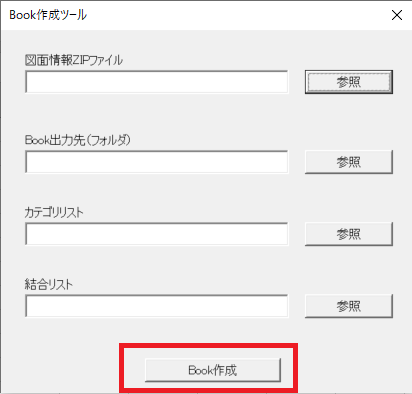 Book作成ツール
図面情報ZIPファイル
参照
Book出力先(フォルダ)
参照
カテゴリリスト
参照
結合リスト
参照
Book作成